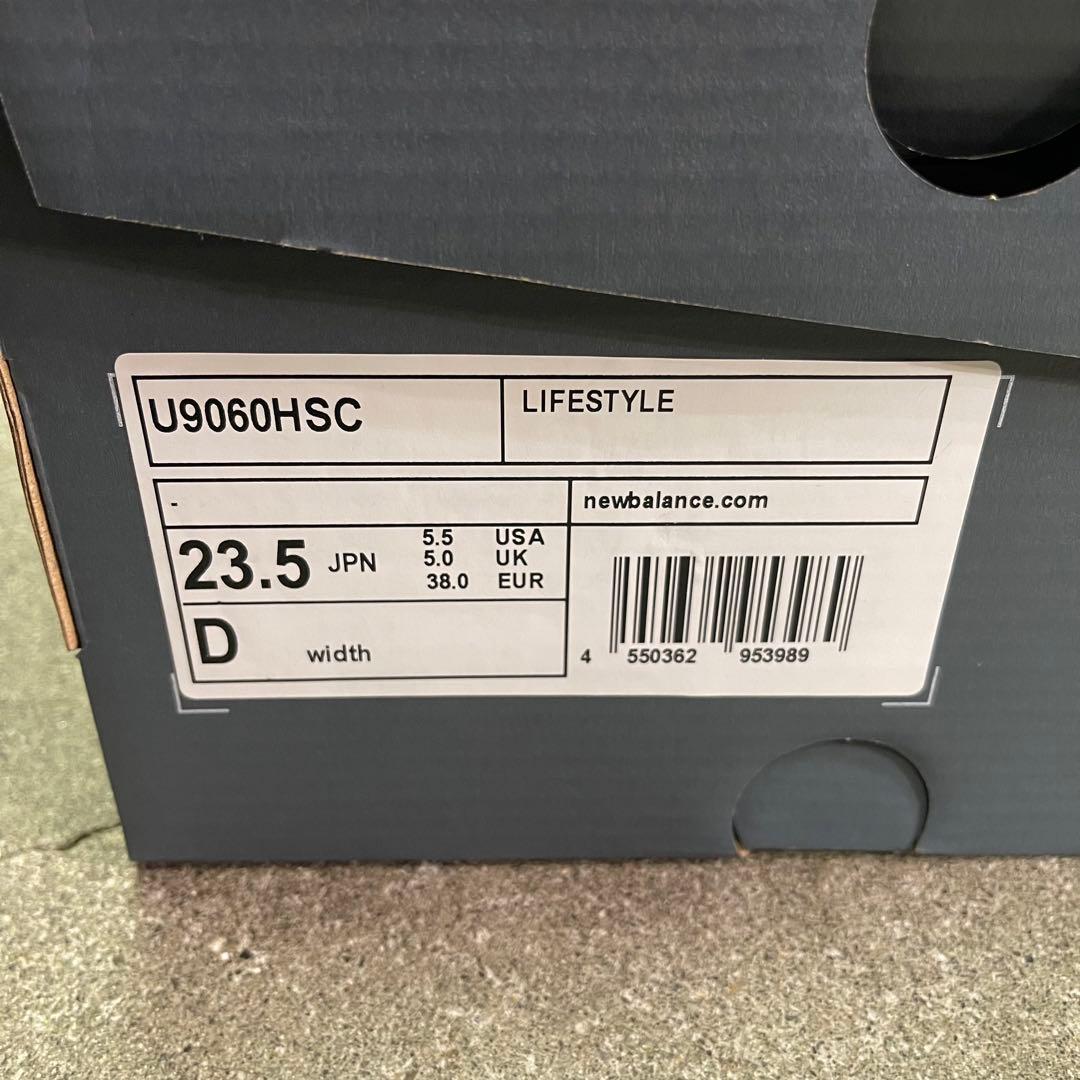 U9060HSC
LIFESTYLE
-
newbalance.com
23.5 JPN
5.5 USA
5.0 UK
38.0 EUR
D width
4 550362 953989